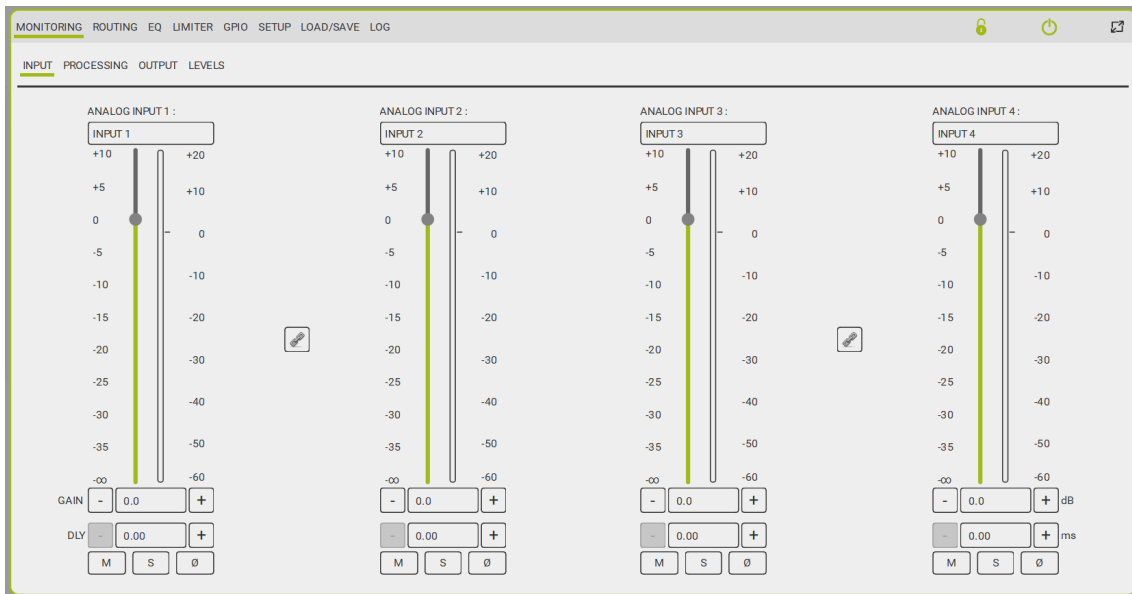 MONITORING ROUTING EQ LIMITER GPIO SETUP LOAD/SAVE LOG
INPUT PROCESSING OUTPUT LEVELS
ANALOG INPUT 1 : ANALOG INPUT 2 : ANALOG INPUT 3 : ANALOG INPUT 4 :
INPUT 1 INPUT 2 INPUT 3 INPUT 4
+10 +20 +10 +20 +10 +20 +10 +20
+5 +10 +5 +10 +5 +10 +5 +10
0 0 0 0
0 0 0 0
-5 -5 -5 -5
-10 -10 -10 -10
-10 -10 -10 -10
-15 -20 -15 -20 -15 -20 -15 -20
-20 -20 -20 -20
-30 -30 -30 -30
-25 -25 -25 -25
-40 -40 -40 -40
-30 -30 -30 -30
-35 -50 -35 -50 -35 -50 -35 -50
-∞ -60 -∞ -60 -∞ -60 -∞ -60
GAIN - 0.0 + - 0.0 + - 0.0 + - 0.0 + dB
DLY - 0.00 + - 0.00 + - 0.00 + - 0.00 + ms
M S Ø M S Ø M S Ø M S Ø